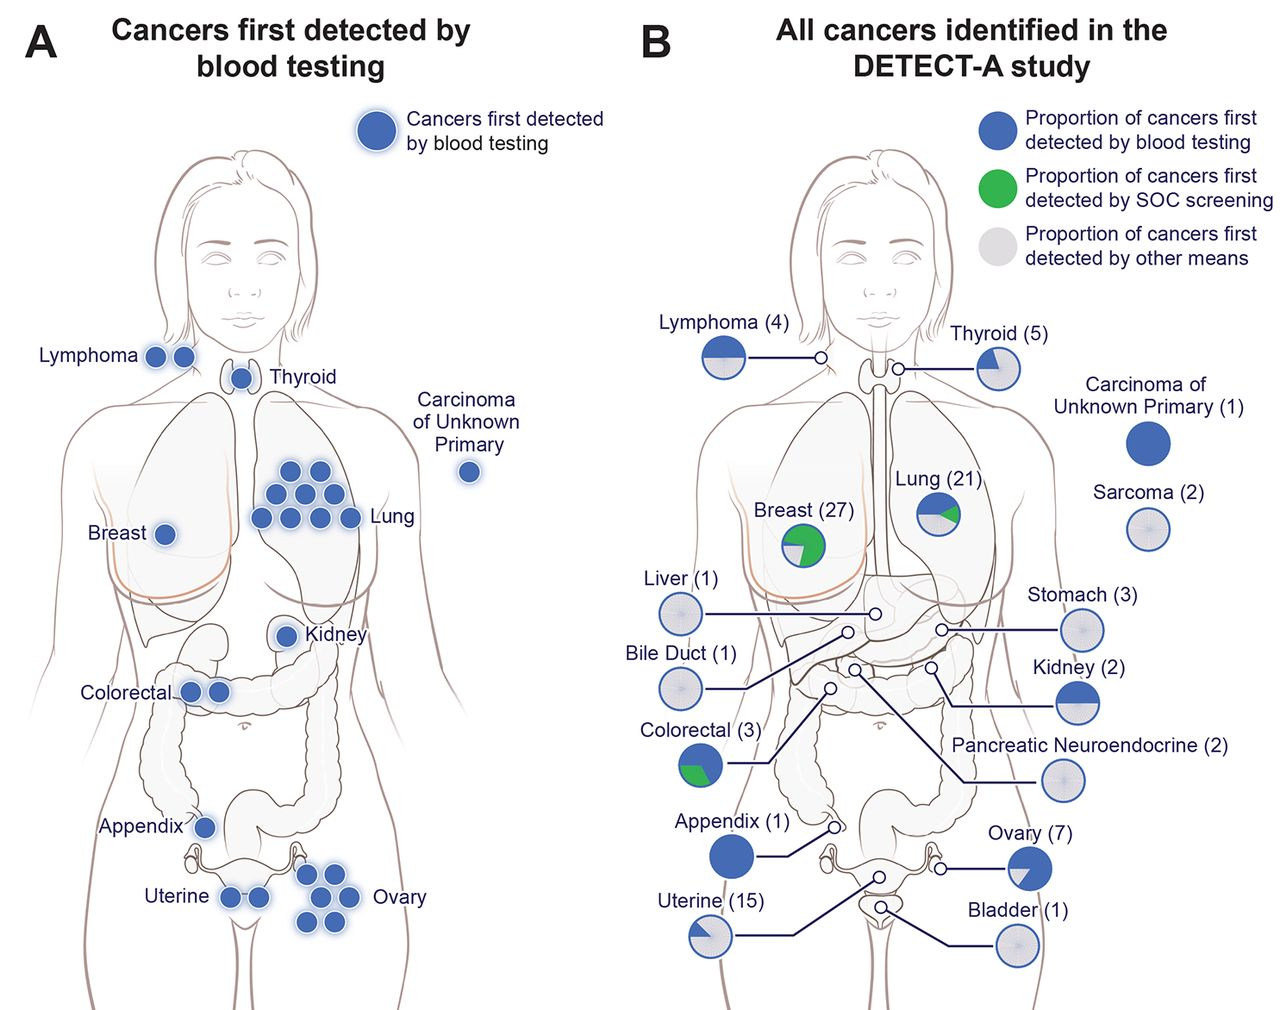 A
Cancers first detected by
blood testing
Cancers first detected
by blood testing
Lymphoma
Thyroid
Carcinoma
of Unknown
Primary
Breast
Lung
Kidney
Colorectal
Appendix
Uterine
Ovary
B
All cancers identified in the
DETECT-A study
Proportion of cancers first
detected by blood testing
Proportion of cancers first
detected by SOC screening
Proportion of cancers first
detected by other means
Lymphoma (4)
Thyroid (5)
Carcinoma of
Unknown Primary (1)
Lung (21)
Sarcoma (2)
Breast (27)
Liver (1)
Stomach (3)
Bile Duct (1)
Kidney (2)
Colorectal (3)
Pancreatic Neuroendocrine (2)
Appendix (1)
Ovary (7)
Uterine (15)
Bladder (1)